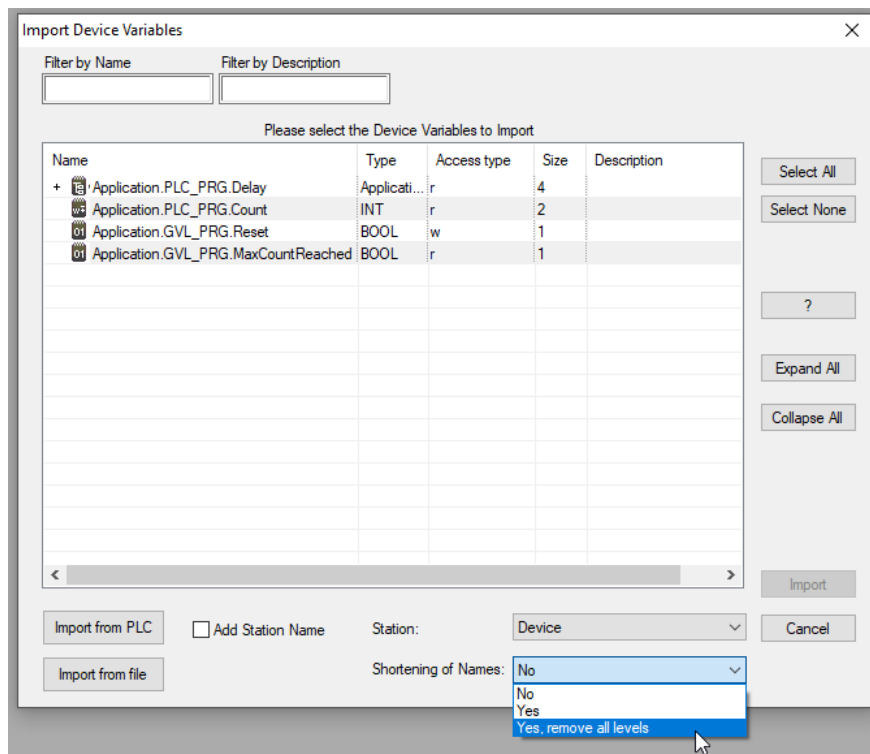 Import Device Variables
Filter by Name Filter by Description
Please select the Device Variables to Import
Name Type Access type Size Description
+ Application.PLC_PRG.Delay Applicati... r 4
Application.PLC_PRG.Count INT r 2
Application.GVL_PRG.Reset BOOL w 1
Application.GVL_PRG.MaxCountReached BOOL r 1
Select All
Select None
?
Expand All
Collapse All
Import
Import from PLC Add Station Name Station: Device Cancel
Import from file Shortening of Names: No
No
Yes
Yes, remove all levels